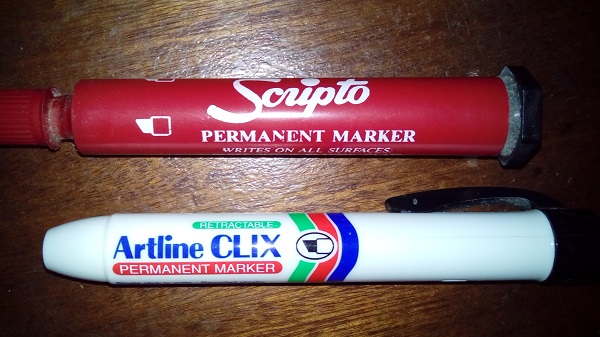 Scripto
PERMANENT MARKER
WRITES ON ALL SURFACES
RETRACTABLE
Artline CLIX
PERMANENT MARKER